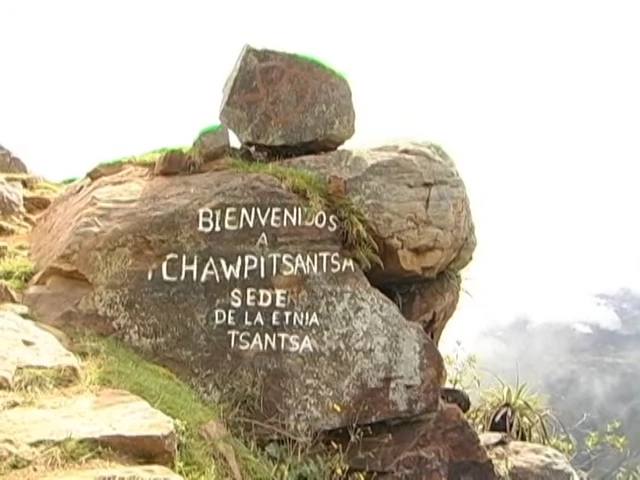 BIENVENIDOS
A
CHAWPITSANTSA
SEDE
DE LA ETNIA
TSANTSA